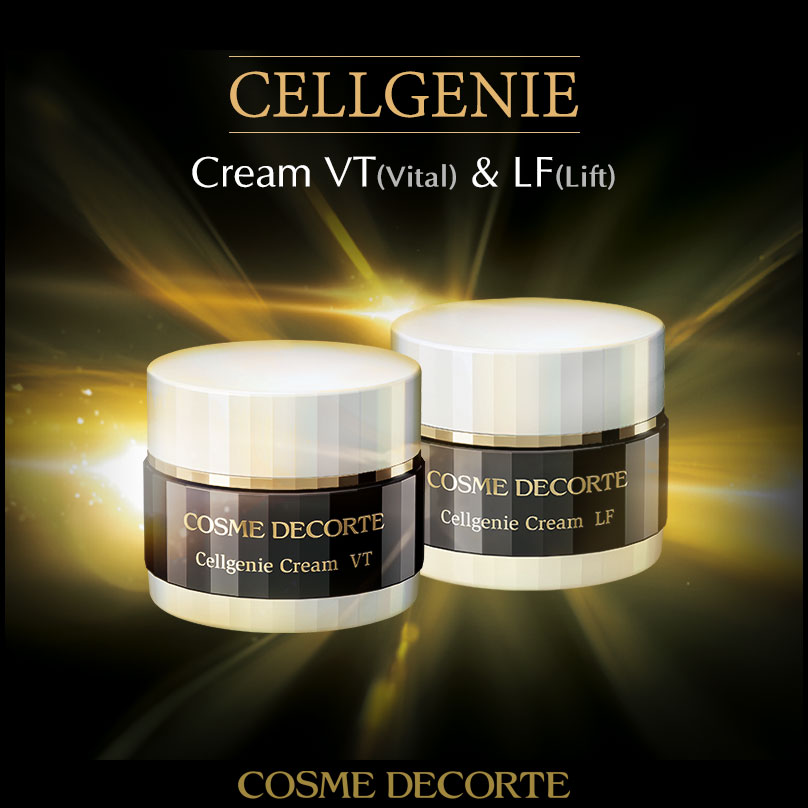 CELLGENIE
Cream VT(Vital) & LF(Lift)
COSME DECORTE
Cellgenie Cream VT
COSME DECORTE
Cellgenie Cream LF
COSME DECORTE